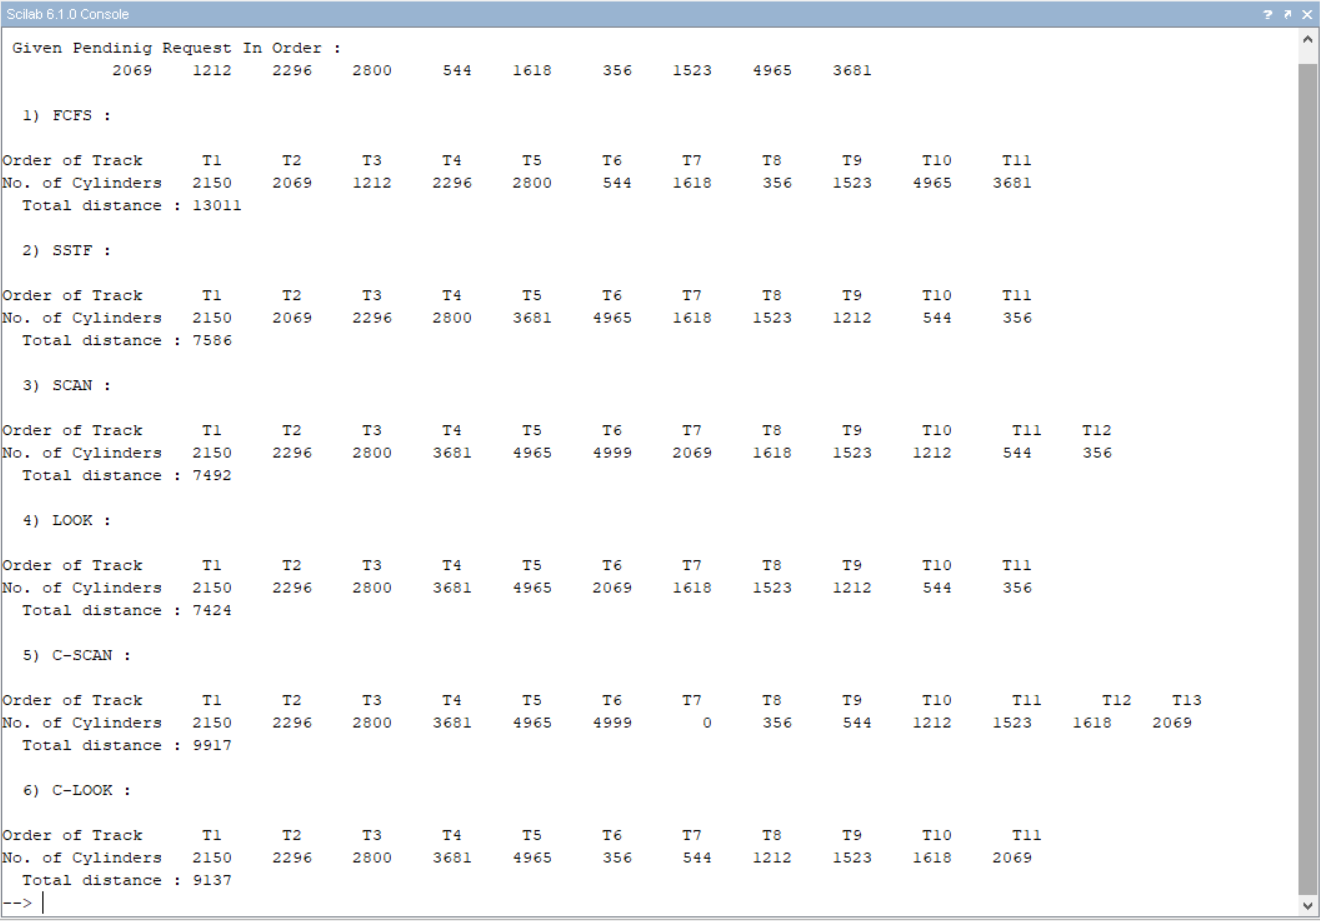 Scilab 6.1.0 Console
Given Pendinig Request In Order :
2069 1212 2296 2800 544 1618 356 1523 4965 3681
1) FCFS :
Order of Track T1 T2 T3 T4 T5 T6 T7 T8 T9 T10 T11
No. of Cylinders 2150 2069 1212 2296 2800 544 1618 356 1523 4965 3681
Total distance : 13011
2) SSTF :
Order of Track T1 T2 T3 T4 T5 T6 T7 T8 T9 T10 T11
No. of Cylinders 2150 2069 2296 2800 3681 4965 1618 1523 1212 544 356
Total distance : 7586
3) SCAN :
Order of Track T1 T2 T3 T4 T5 T6 T7 T8 T9 T10 T11 T12
No. of Cylinders 2150 2296 2800 3681 4965 4999 2069 1618 1523 1212 544 356
Total distance : 7492
4) LOOK :
Order of Track T1 T2 T3 T4 T5 T6 T7 T8 T9 T10 T11
No. of Cylinders 2150 2296 2800 3681 4965 2069 1618 1523 1212 544 356
Total distance : 7424
5) C-SCAN :
Order of Track T1 T2 T3 T4 T5 T6 T7 T8 T9 T10 T11 T12 T13
No. of Cylinders 2150 2296 2800 3681 4965 4999 0 356 544 1212 1523 1618 2069
Total distance : 9917
6) C-LOOK :
Order of Track T1 T2 T3 T4 T5 T6 T7 T8 T9 T10 T11
No. of Cylinders 2150 2296 2800 3681 4965 356 544 1212 1523 1618 2069
Total distance : 9137
-->